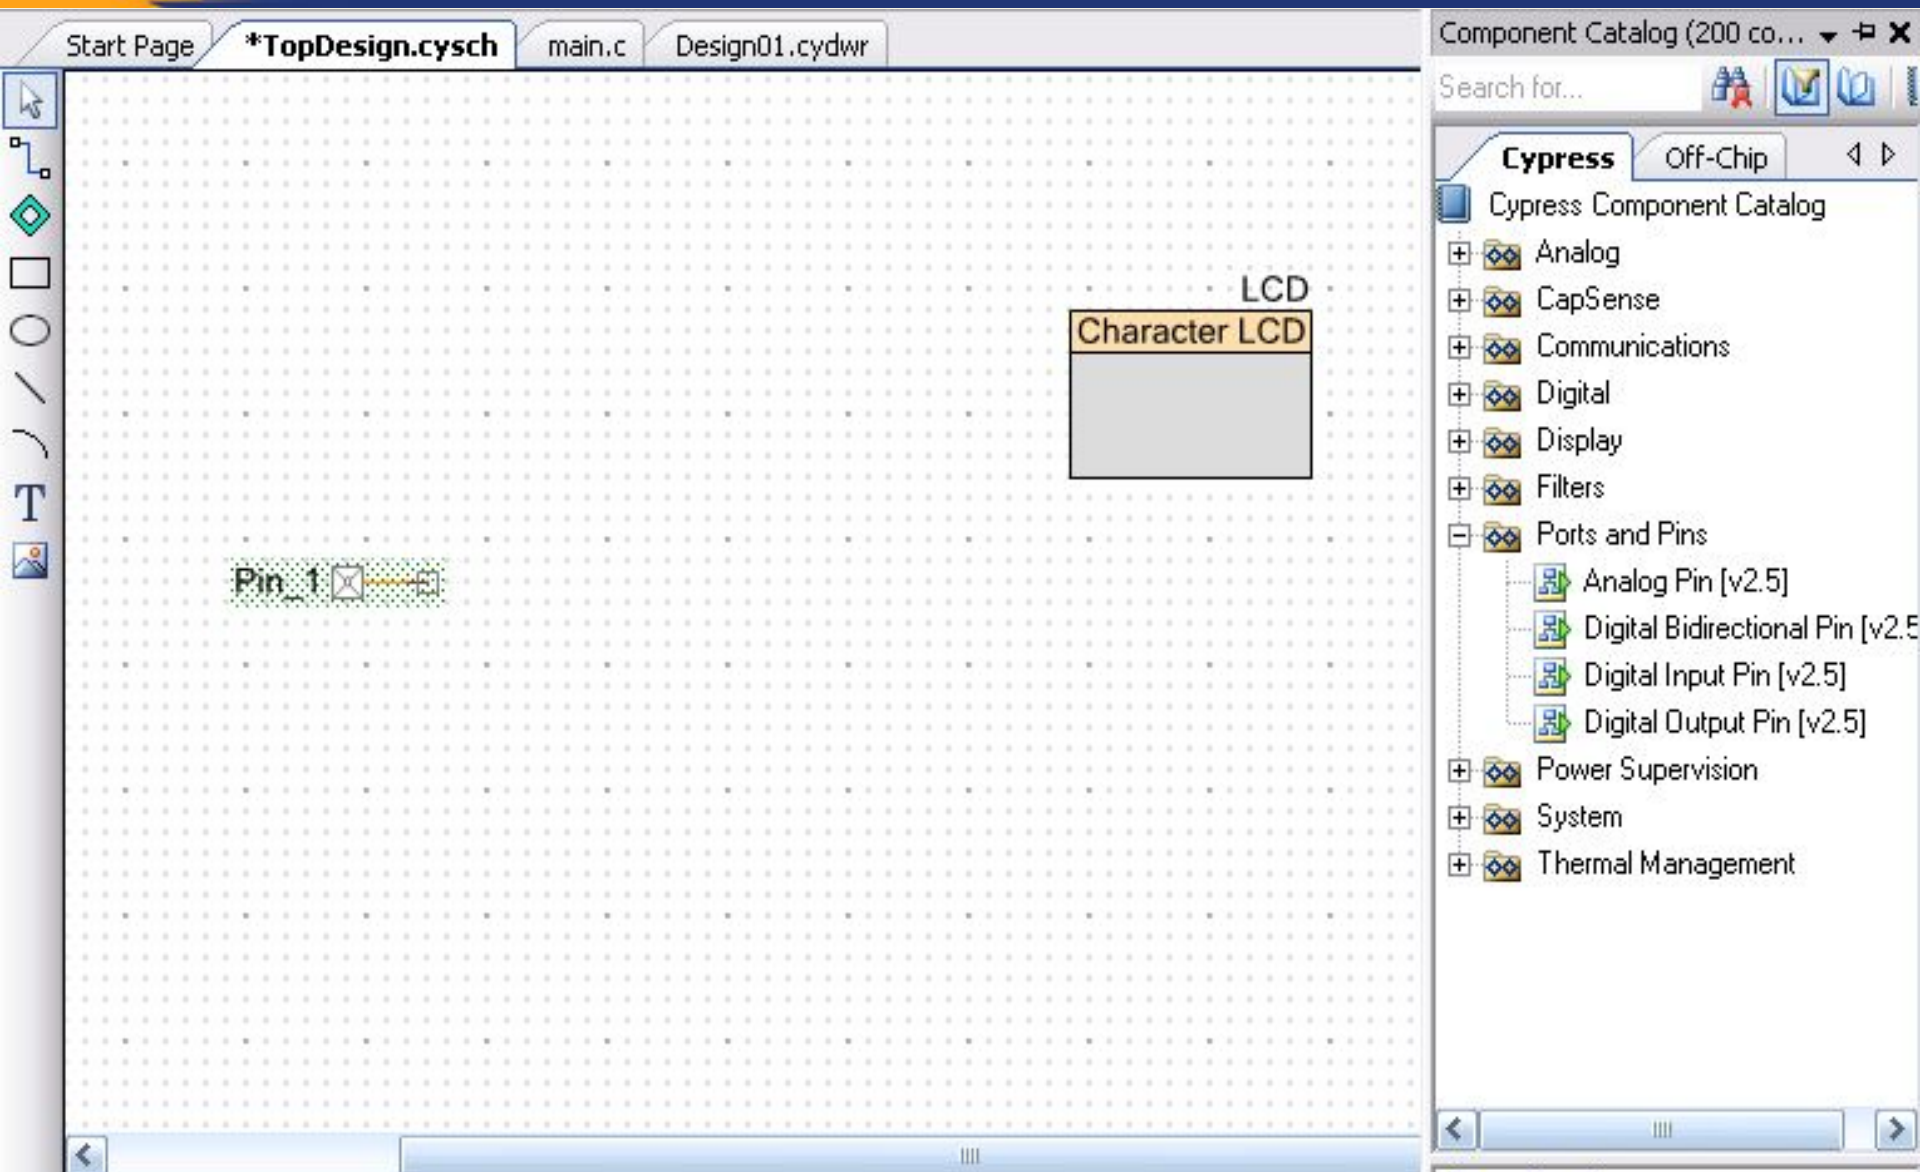 Start Page
*TopDesign.cysch
main.c
Design01.cydwr
LCD
Character LCD
Pin_1
T
Component Catalog (200 co...
Search for...
Cypress
Off-Chip
Cypress Component Catalog
Analog
CapSense
Communications
Digital
Display
Filters
Ports and Pins
Analog Pin [v2.5]
Digital Bidirectional Pin [v2.5
Digital Input Pin [v2.5]
Digital Output Pin [v2.5]
Power Supervision
System
Thermal Management